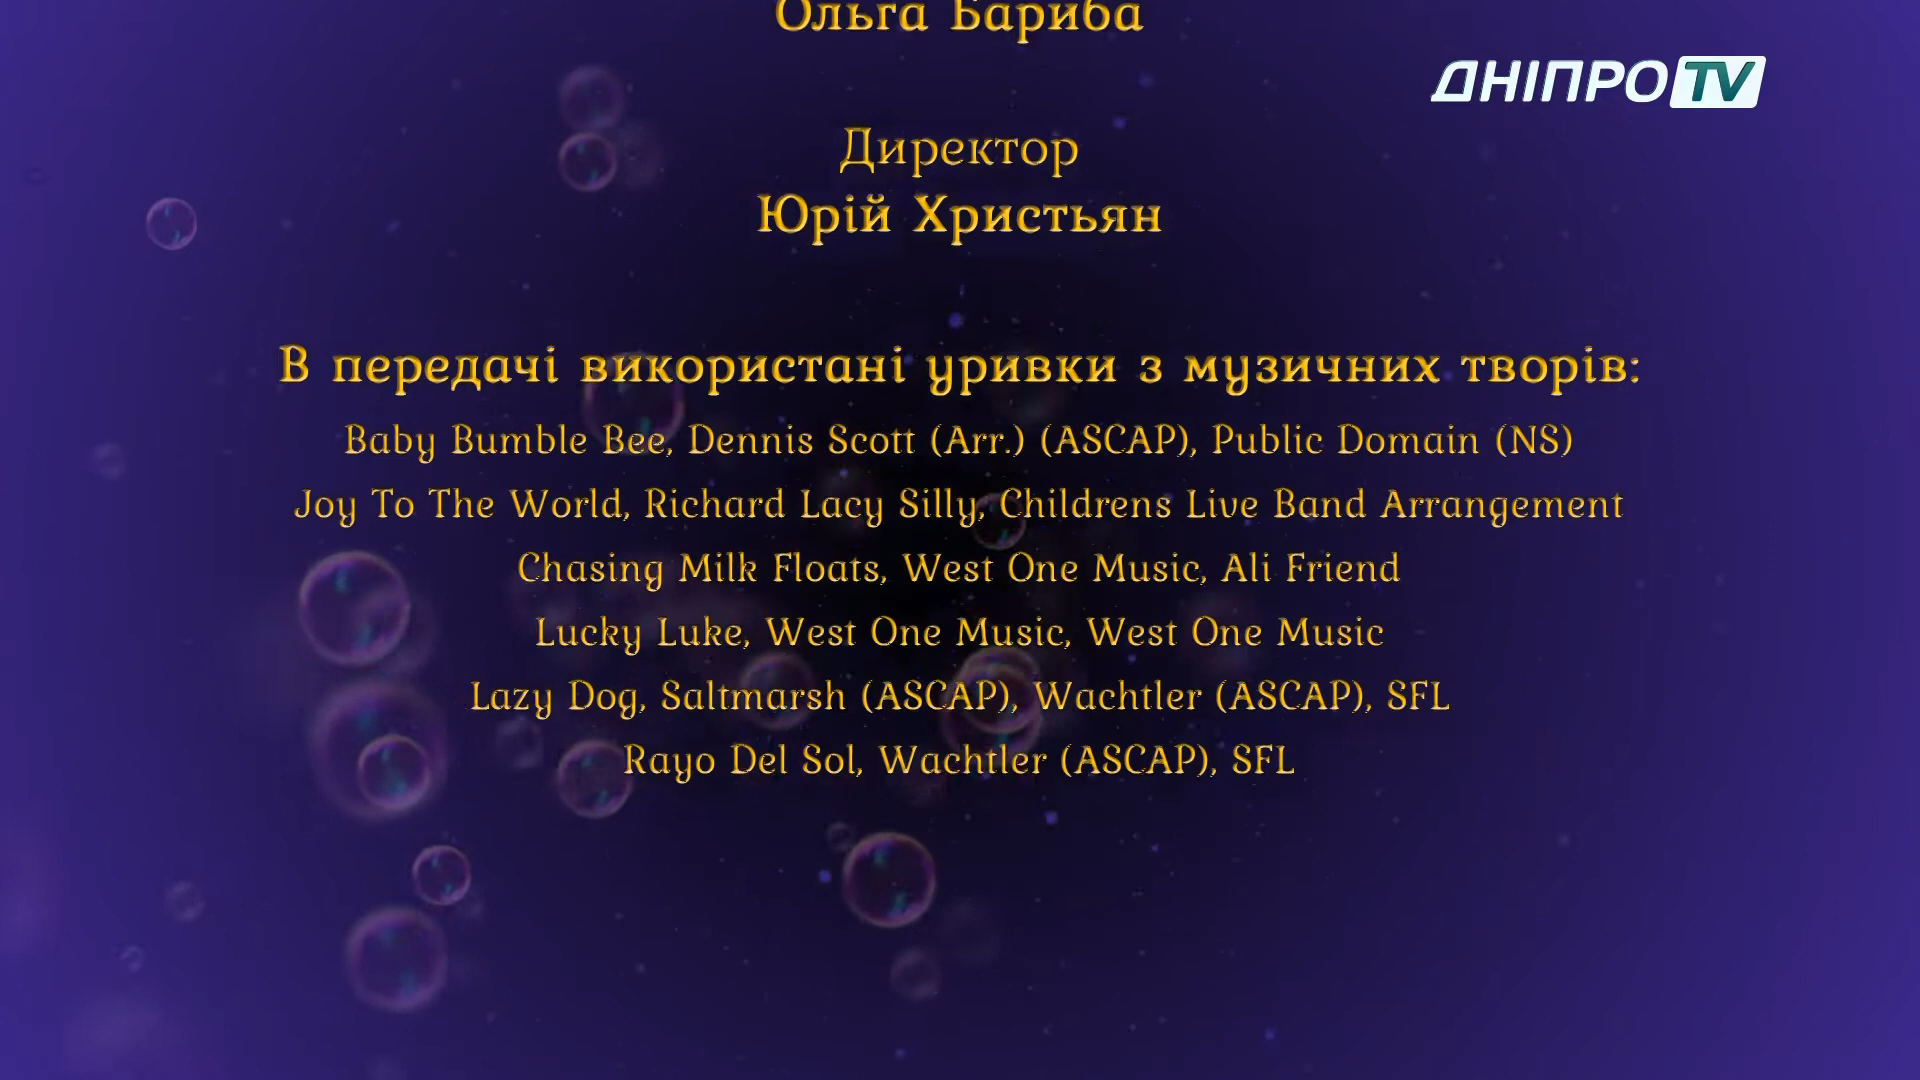 Ольга Бариба
ДНІПРО TV
Директор
Юрій Христьян
В передачі використані уривки з музичних творів:
Baby Bumble Bee, Dennis Scott (Arr.) (ASCAP), Public Domain (NS)
Joy To The World, Richard Lacy Silly, Childrens Live Band Arrangement
Chasing Milk Floats, West One Music, Ali Friend
Lucky Luke, West One Music, West One Music
Lazy Dog, Saltmarsh (ASCAP), Wachtler (ASCAP), SFL
Rayo Del Sol, Wachtler (ASCAP), SFL